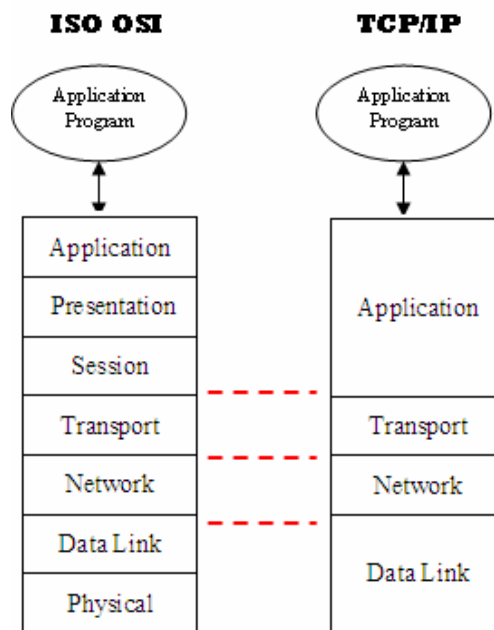 ISO OSI
Application
Program
Application
Presentation
Session
Transport
Network
Data Link
Physical
TCP/IP
Application
Program
Application
Transport
Network
Data Link